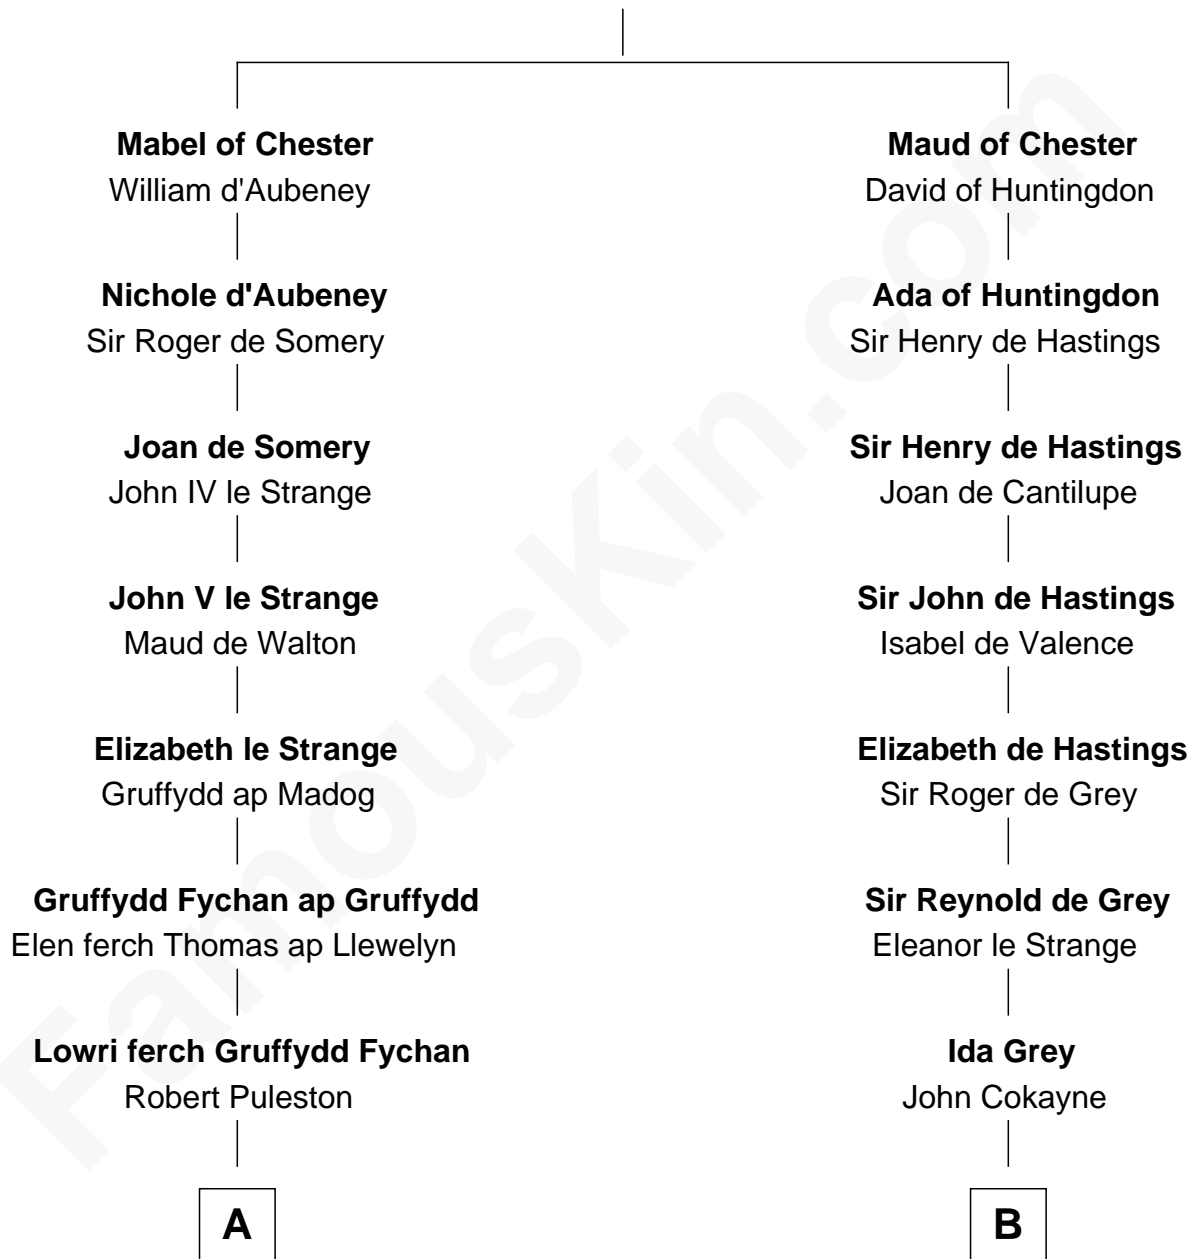 Mabel of Chester
William d'Aubeney
Maud of Chester
David of Huntingdon
Nichole d'Aubeney
Sir Roger de Somery
Ada of Huntingdon
Sir Henry de Hastings
Joan de Somery
John IV le Strange
Sir Henry de Hastings
Joan de Cantilupe
John V le Strange
Maud de Walton
Sir John de Hastings
Isabel de Valence
Elizabeth le Strange
Gruffydd ap Madog
Elizabeth de Hastings
Sir Roger de Grey
Gruffydd Fychan ap Gruffydd
Elen ferch Thomas ap Llewelyn
Sir Reynold de Grey
Eleanor le Strange
Lowri ferch Gruffydd Fychan
Robert Puleston
Ida Grey
John Cokayne
A
B
FamousKin.com